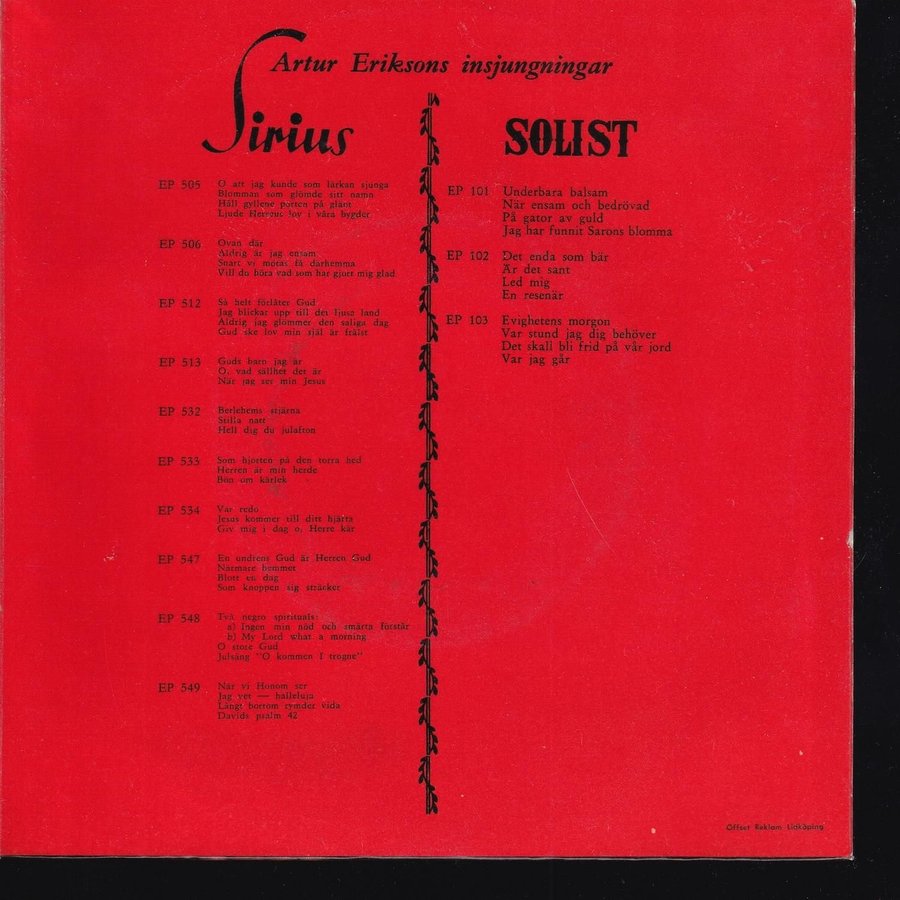 Artur Eriksons insjungningar
Sirius
EP 505 O att jag kunde som lärkan sjunga
Blomman som glömde sitt namn
Håll gyllene porten på glänt
Ljude Herrens lov i våra bygder
EP 506 Ovan där
Aldrig är jag ensam
Snart vi mötas få därhemma
Vill du höra vad som har gjort mig glad
EP 512 Så helt förlåter Gud
Jag blickar upp till det ljusa land
Aldrig jag glömmer den saliga dag
Gud ske lov min själ är frälst
EP 513 Guds barn jag är
O, vad sällhet det är
När jag ser min Jesus
EP 532 Betlehems stjärna
Stilla natt
Hell dig du julafton
EP 533 Som hjorten på den torra hed
Herren är min herde
Bön om kärlek
EP 534 Var redo
Jesus kommer till ditt hjärta
Giv mig i dag o, Herre kär
EP 547 En undrens Gud är Herren Gud
Närmare hemmet
Blott en dag
Som knoppen sig sträcker
EP 548 Två negro spirituals:
a) Ingen min nöd och smärta förstår
b) My Lord what a morning
O store Gud
Julsång "O kommen I trogne"
EP 549 När vi Honom ser
Jag vet — halleluja
Långt bortom rymder vida
Davids psalm 42
SOLIST
EP 101 Underbara balsam
När ensam och bedrövad
På gator av guld
Jag har funnit Sarons blomma
EP 102 Det enda som bär
Är det sant
Led mig
En resenär
EP 103 Evighetens morgon
Var stund jag dig behöver
Det skall bli frid på vår jord
Var jag går
Offset Reklam Lidköping